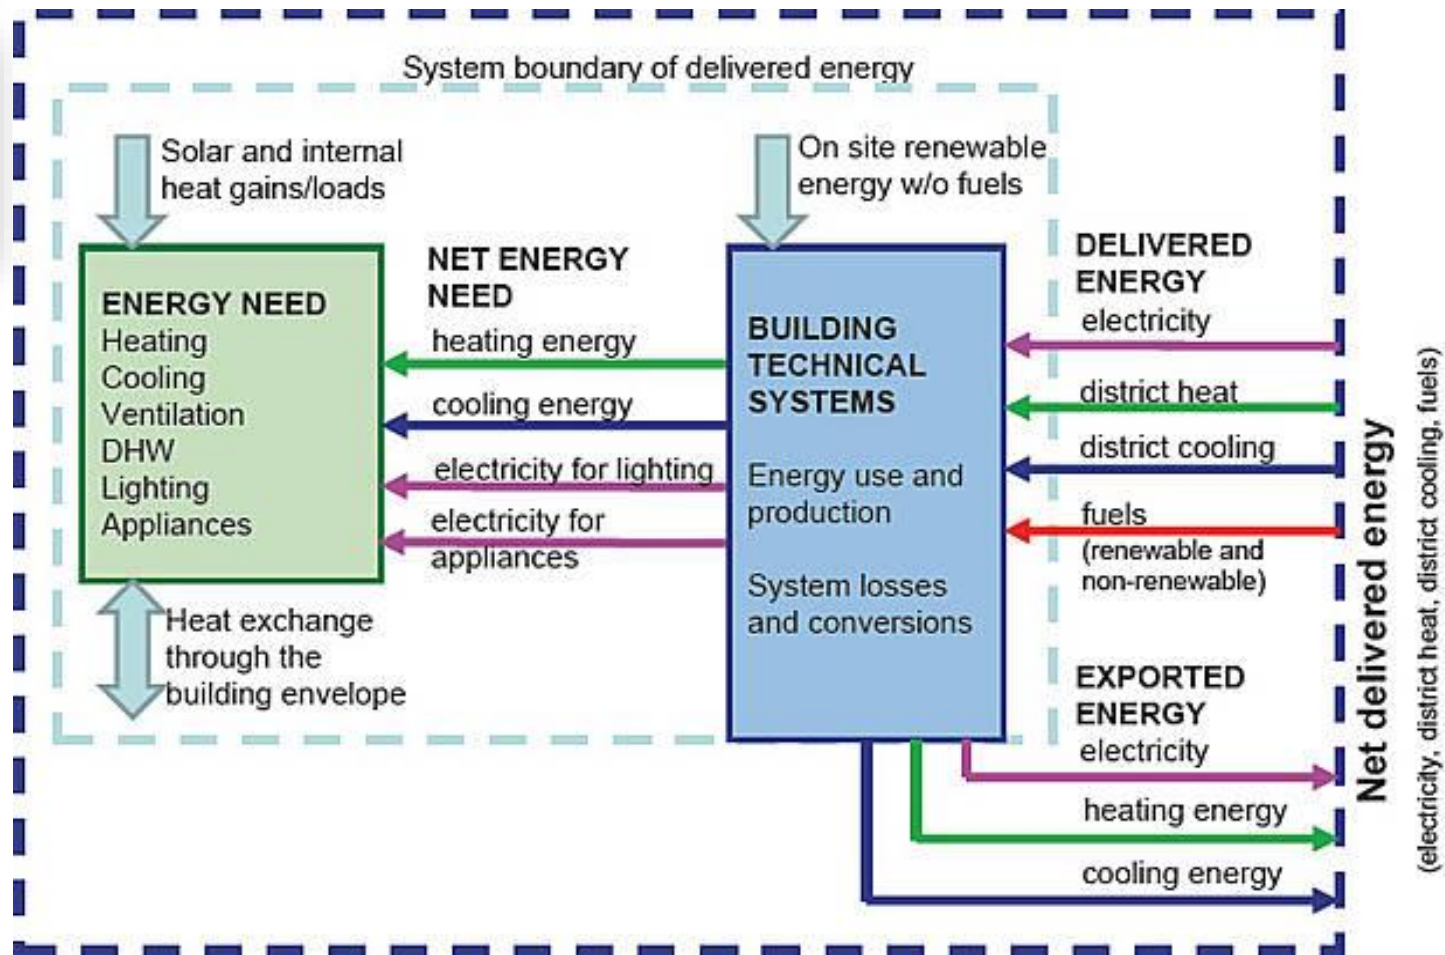 System boundary of delivered energy
Solar and internal
heat gains/loads
On site renewable
energy w/o fuels
ENERGY NEED
Heating
Cooling
Ventilation
DHW
Lighting
Appliances
NET ENERGY
NEED
heating energy
cooling energy
electricity for lighting
electricity for
appliances
BUILDING
TECHNICAL
SYSTEMS
Energy use and
production
System losses
and conversions
DELIVERED
ENERGY
electricity
district heat
district cooling
fuels
(renewable and
non-renewable)
Heat exchange
through the
building envelope
EXPORTED
ENERGY
electricity
heating energy
cooling energy
Net delivered energy
(electricity, district heat, district cooling, fuels)